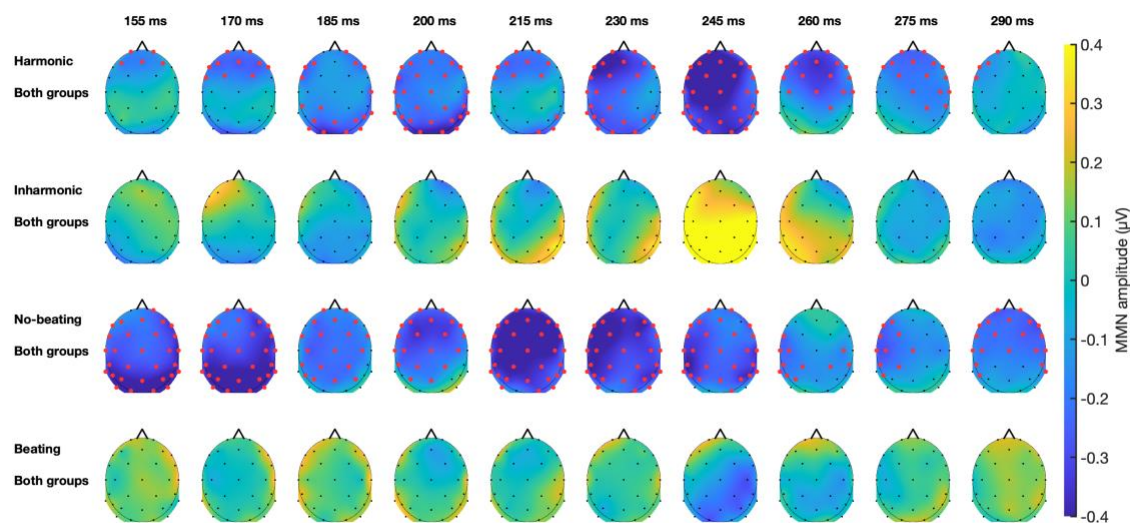 155 ms 170 ms 185 ms 200 ms 215 ms 230 ms 245 ms 260 ms 275 ms 290 ms
Harmonic
Both groups
Inharmonic
Both groups
No-beating
Both groups
Beating
Both groups
0.4
0.3
0.2
0.1
0
-0.1
-0.2
-0.3
-0.4
MMN amplitude (μV)